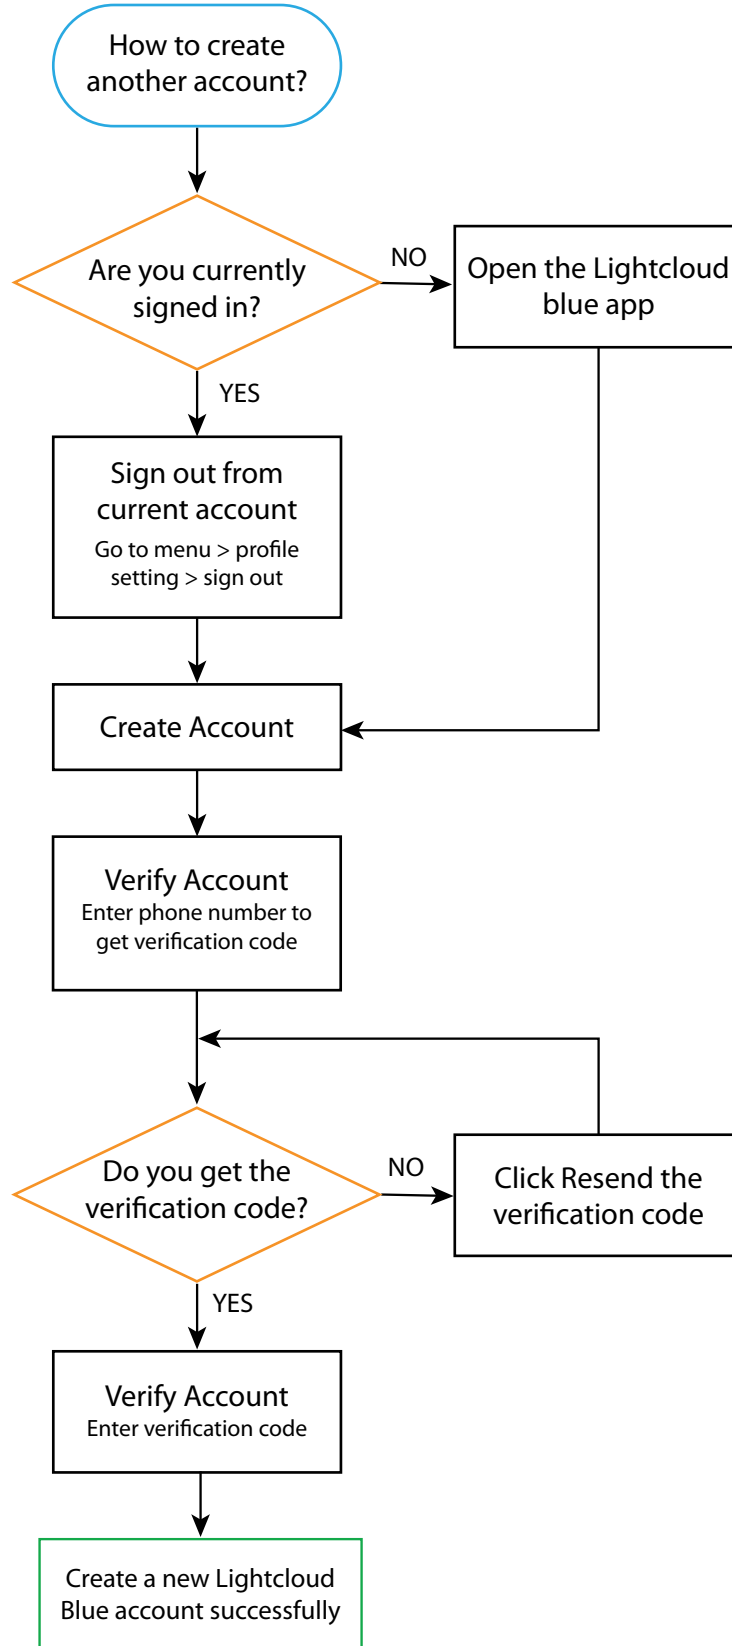 How to create
another account?
Are you currently
signed in?
NO
Open the Lightcloud
blue app
YES
Sign out from
current account
Go to menu > profile
setting > sign out
Create Account
Verify Account
Enter phone number to
get verification code
Do you get the
verification code?
NO
Click Resend the
verification code
YES
Verify Account
Enter verification code
Create a new Lightcloud
Blue account successfully